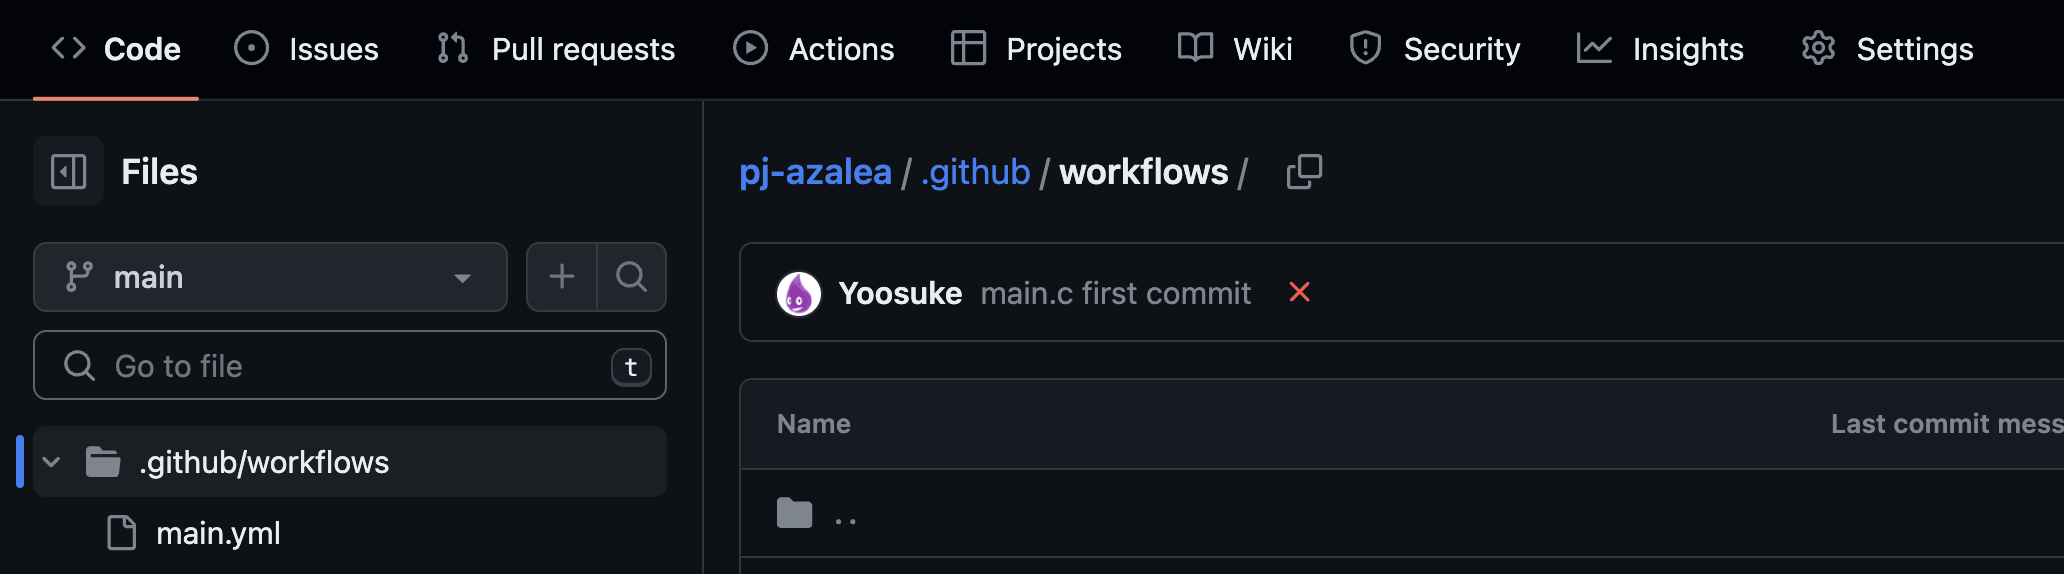 Code Issues Pull requests Actions Projects Wiki Security Insights Settings
Files
main
Go to file t
.github/workflows
main.yml
pj-azalea / .github / workflows /
Yoosuke main.c first commit
Name Last commit mess
..